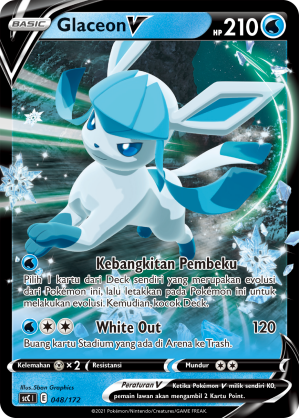 BASIC
Glaceon V
HP 210
Kebangkitan Pembeku
Pilih 1 kartu dari Deck sendiri yang merupakan evolusi
dari Pokémon ini, lalu letakkan pada Pokémon ini untuk
melakukan evolusi. Kemudian, kocok Deck.
White Out 120
Buang kartu Stadium yang ada di Arena ke Trash.
Kelemahan ×2 Resistansi Mundur
Ilus. 5ban Graphics
scC I E 048/172
Peraturan V Ketika Pokémon V milik sendiri KO,
pemain lawan akan mengambil 2 Kartu Point.
©2021 Pokémon/Nintendo/Creatures/GAME FREAK.